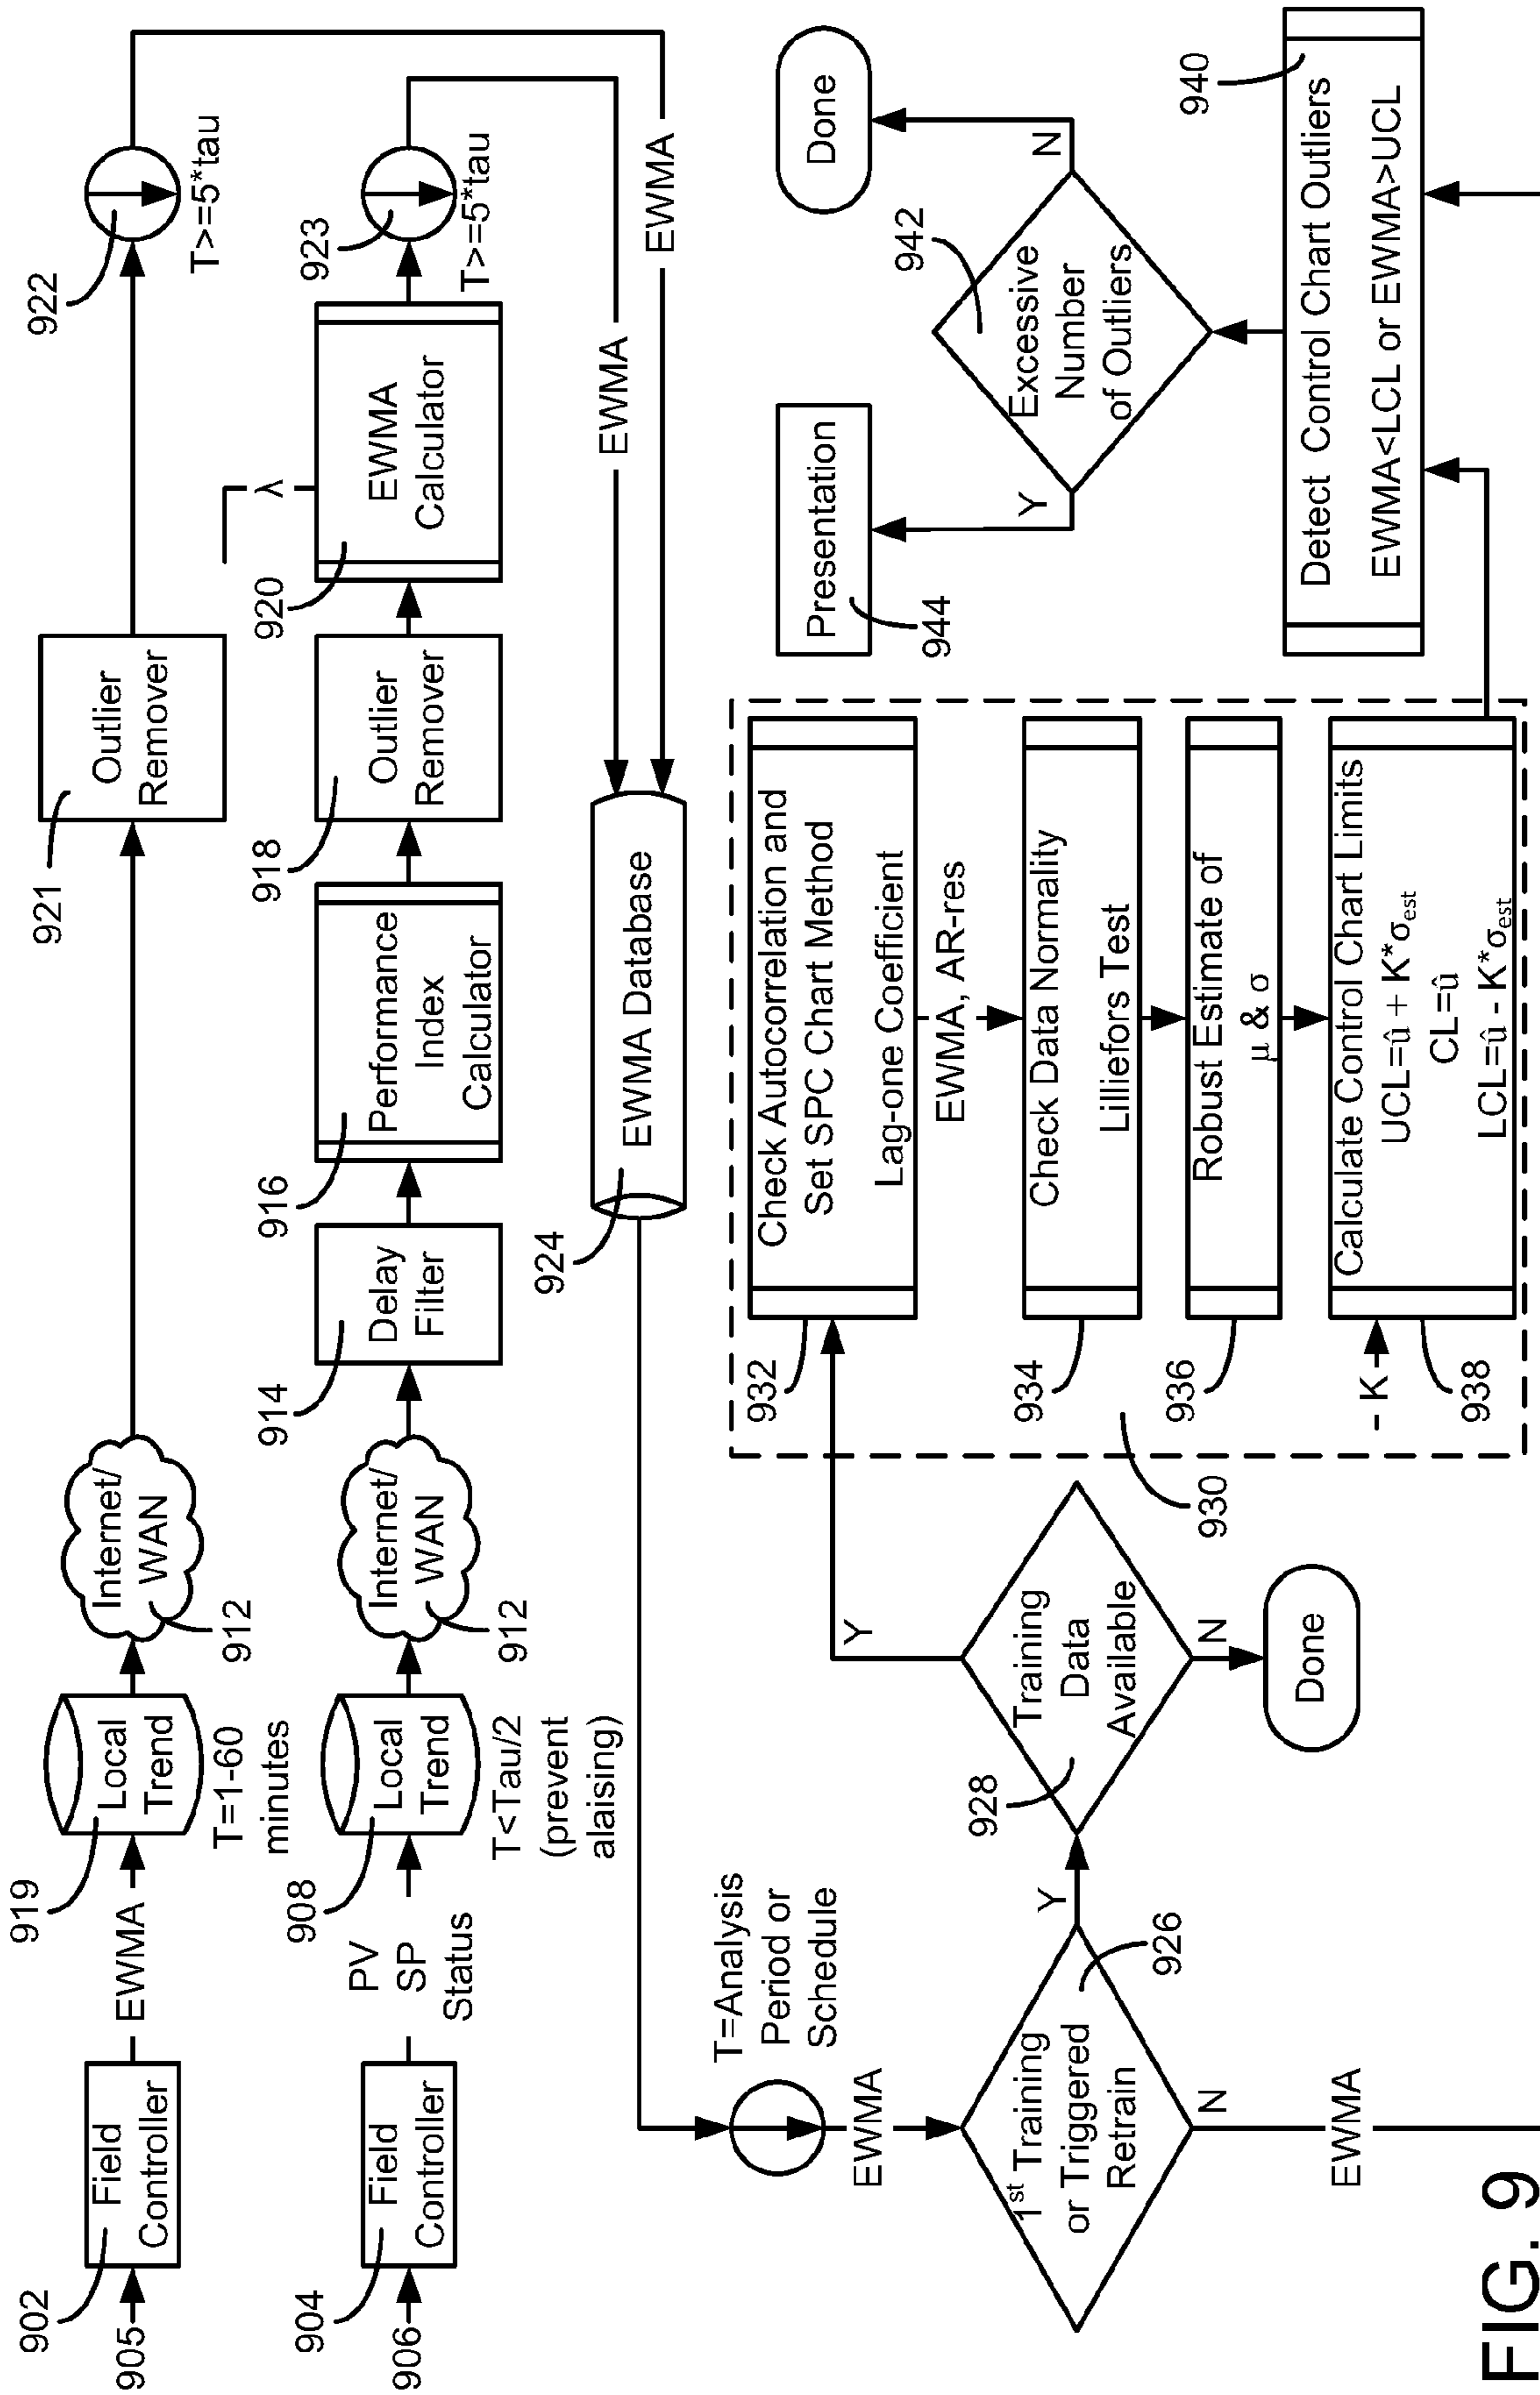 902
905
Field
Controller
EWMA
919
Local
Trend
T=1-60
minutes
Internet/
WAN
912
921
Outlier
Remover
922
T>=5*tau
904
906
Field
Controller
PV
SP
Status
908
Local
Trend
T<Tau/2
(prevent
alaising)
Internet/
WAN
912
914
Delay
Filter
916
Performance
Index
Calculator
918
Outlier
Remover
920
λ
EWMA
Calculator
923
T>=5*tau
EWMA
EWMA
924
EWMA Database
T=Analysis
Period or
Schedule
EWMA
1st Training
or Triggered
Retrain
926
Y
N
EWMA
928
Training
Data
Available
Y
N
Done
930
932
Check Autocorrelation and
Set SPC Chart Method
Lag-one Coefficient
EWMA, AR-res
934
Check Data Normality
Lilliefors Test
936
Robust Estimate of
μ & σ
K
938
Calculate Control Chart Limits
UCL=û + K*σest
CL=û
LCL=û - K*σest
940
Detect Control Chart Outliers
EWMA<LCL or EWMA>UCL
942
Excessive
Number
of Outliers
Y
N
Presentation
944
Done
FIG. 9